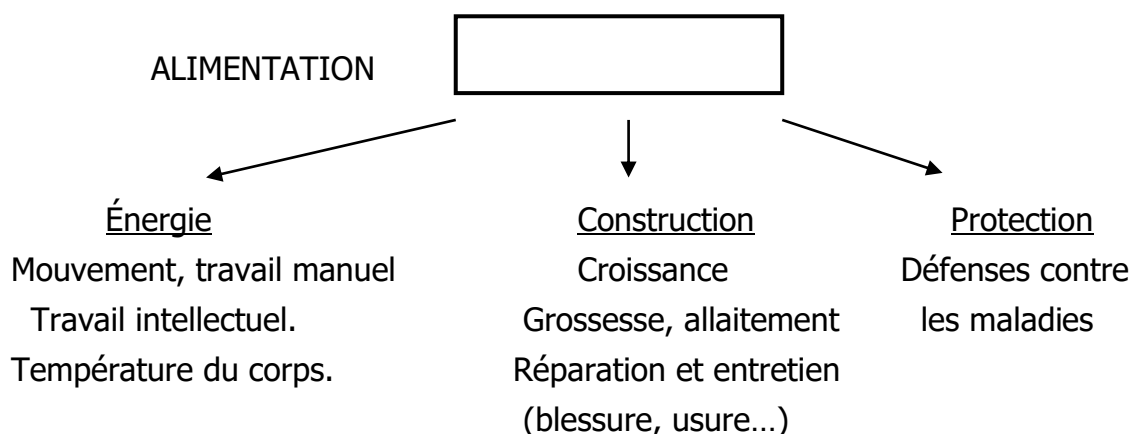 ALIMENTATION
Énergie
Mouvement, travail manuel
Travail intellectuel.
Température du corps.
Construction
Croissance
Grossesse, allaitement
Réparation et entretien
(blessure, usure…)
Protection
Défenses contre
les maladies